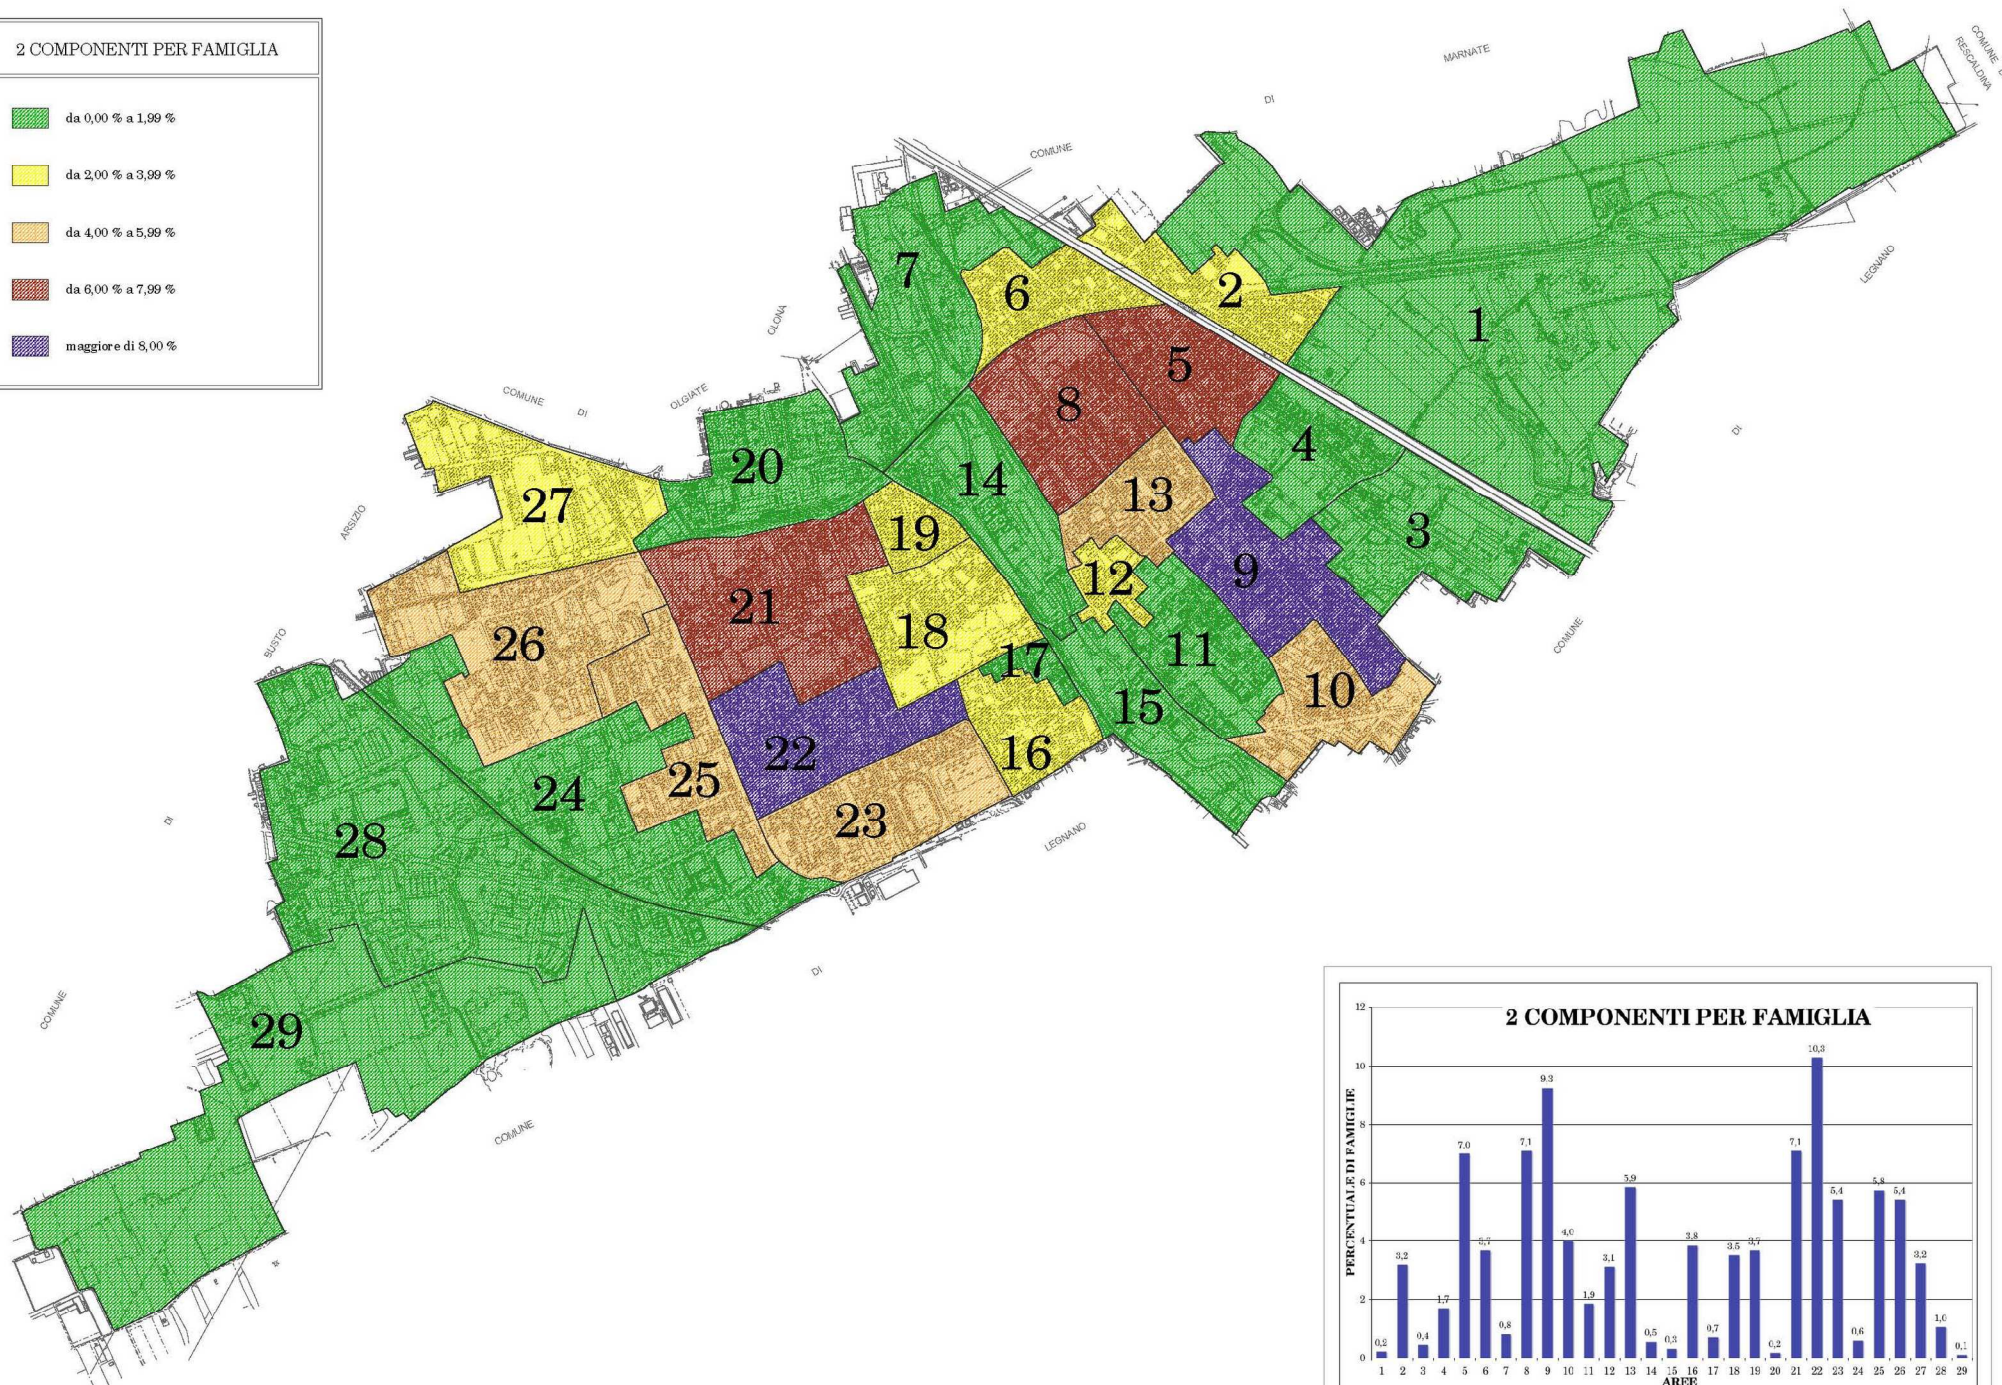 2 COMPONENTI PER FAMIGLIA
da 0,00 % a 1,99 %
da 2,00 % a 3,99 %
da 4,00 % a 5,99 %
da 6,00 % a 7,99 %
maggiore di 8,00 %
COMUNE DI MARNATE
COMUNE DI RESCALDINA
COMUNE DI LEGNANO
COMUNE DI OLGIATE OLONA
COMUNE DI BUSTO ARSIZIO
COMUNE DI LEGNANO
1
2
3
4
5
6
7
8
9
10
11
12
13
14
15
16
17
18
19
20
21
22
23
24
25
26
27
28
29
2 COMPONENTI PER FAMIGLIA
PERCENTUALE DI FAMIGLIE
12
10
8
6
4
2
0
0,2 3,2 0,4 1,7 7,0 3,7 0,8 7,1 9,3 4,0 1,9 3,1 5,9 0,5 0,3 3,8 0,7 3,5 3,7 0,2 7,1 10,3 5,4 0,6 5,8 5,4 3,2 1,0 0,1
1 2 3 4 5 6 7 8 9 10 11 12 13 14 15 16 17 18 19 20 21 22 23 24 25 26 27 28 29
AREE